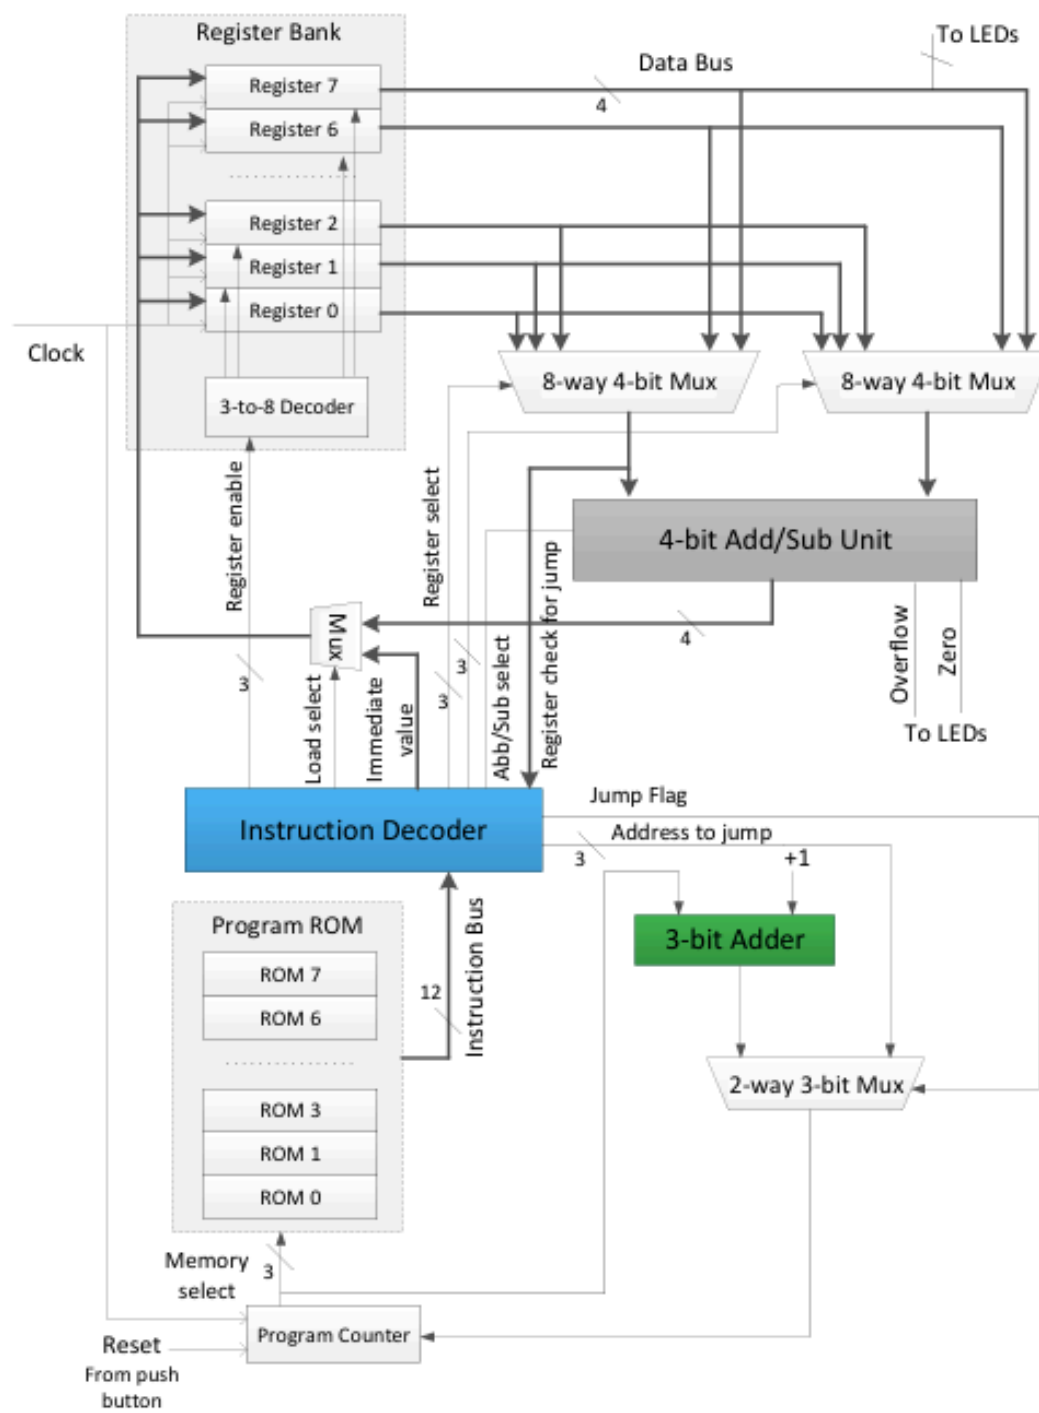 Register Bank
To LEDs
Data Bus
Register 7
4
Register 6
Register 2
Register 1
Register 0
Clock
8-way 4-bit Mux
8-way 4-bit Mux
3-to-8 Decoder
Register enable
Register select
4-bit Add/Sub Unit
Register check for jump
Mux
4
Overflow
Zero
3
3
3
Load select
Immediate
value
Abb/Sub select
To LEDs
Jump Flag
Instruction Decoder
Address to jump
3
+1
Program ROM
3-bit Adder
Instruction Bus
ROM 7
12
ROM 6
2-way 3-bit Mux
ROM 3
ROM 1
ROM 0
Memory
select
3
Program Counter
Reset
From push
button